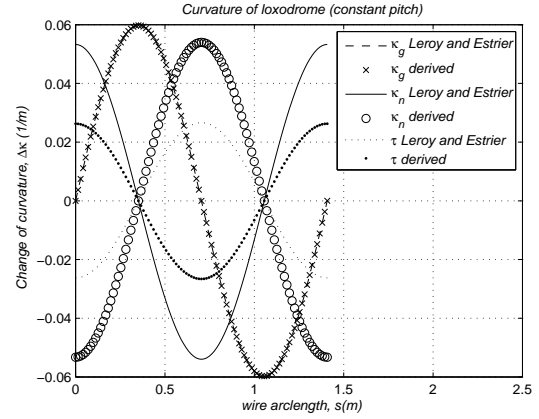 Curvature of loxodrome (constant pitch)
Change of curvature, Δκ (1/m)
0.06
0.04
0.02
0
−0.02
−0.04
−0.06
κg Leroy and Estrier
κg derived
κn Leroy and Estrier
κn derived
τ Leroy and Estrier
τ derived
0 0.5 1 1.5 2 2.5
wire arclength, s(m)